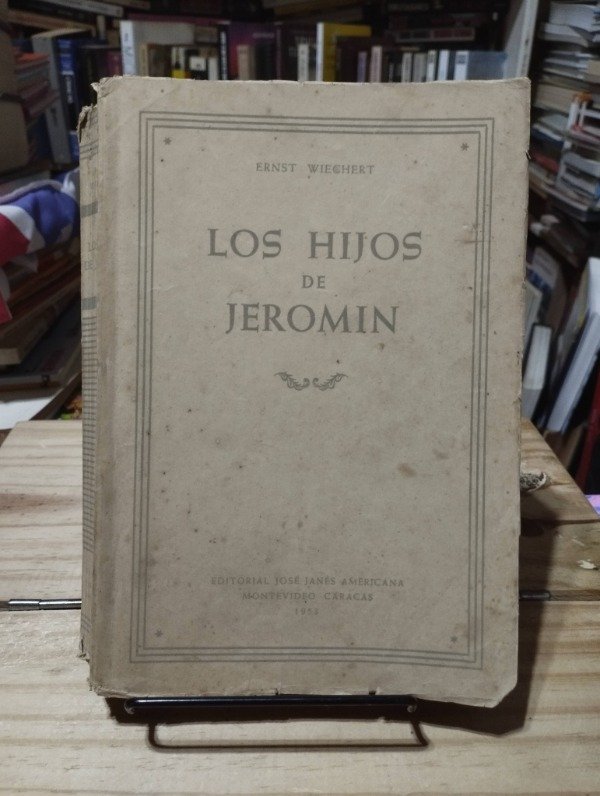 ERNST WIECHERT
LOS HIJOS
DE
JEROMIN
EDITORIAL JOSÉ JANÉS AMERICANA
MONTEVIDEO CARACAS